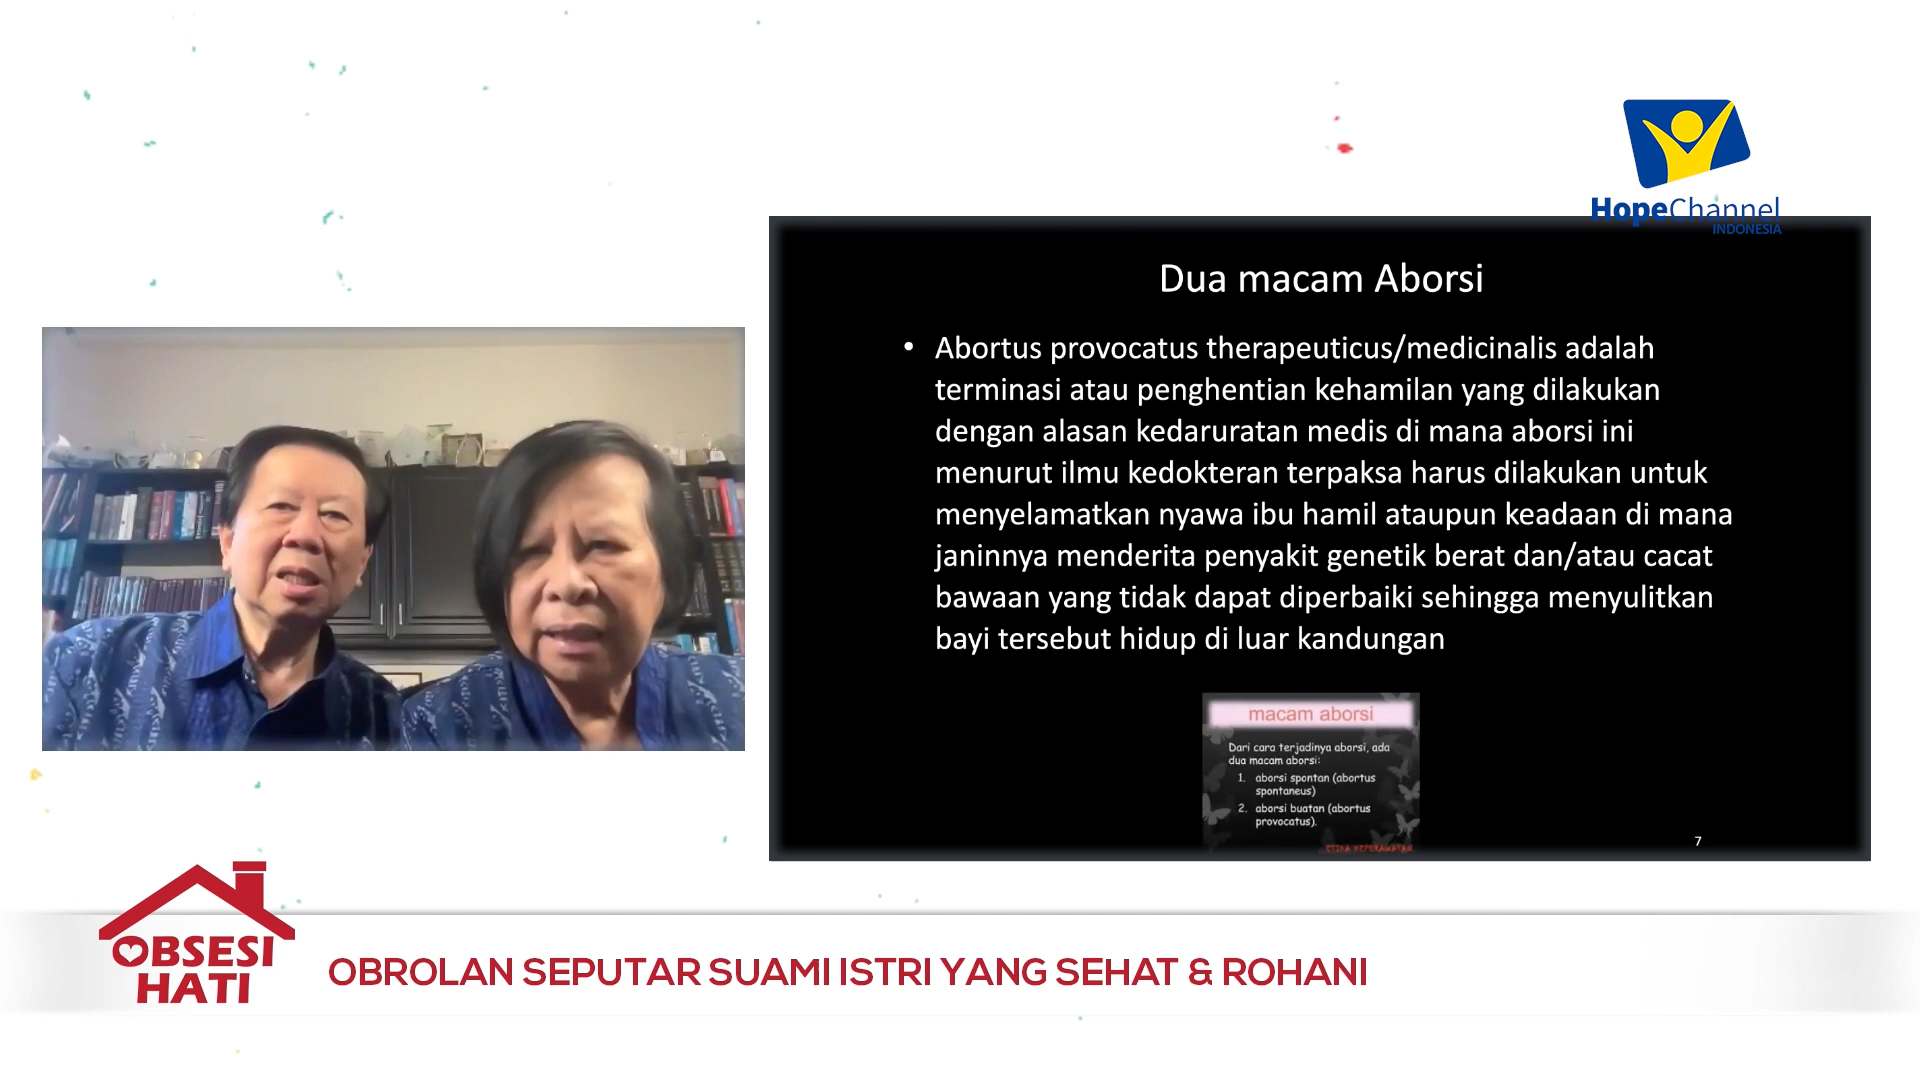 HopeChannel
INDONESIA
Dua macam Aborsi
• Abortus provocatus therapeuticus/medicinalis adalah
terminasi atau penghentian kehamilan yang dilakukan
dengan alasan kedaruratan medis di mana aborsi ini
menurut ilmu kedokteran terpaksa harus dilakukan untuk
menyelamatkan nyawa ibu hamil ataupun keadaan di mana
janinnya menderita penyakit genetik berat dan/atau cacat
bawaan yang tidak dapat diperbaiki sehingga menyulitkan
bayi tersebut hidup di luar kandungan
macam aborsi
Dari cara terjadinya aborsi, ada
dua macam aborsi:
1. aborsi spontan (abortus
spontaneus)
2. aborsi buatan (abortus
provocatus).
ETIKA KEPERAWATAN
7
OBSESI
HATI
OBROLAN SEPUTAR SUAMI ISTRI YANG SEHAT & ROHANI